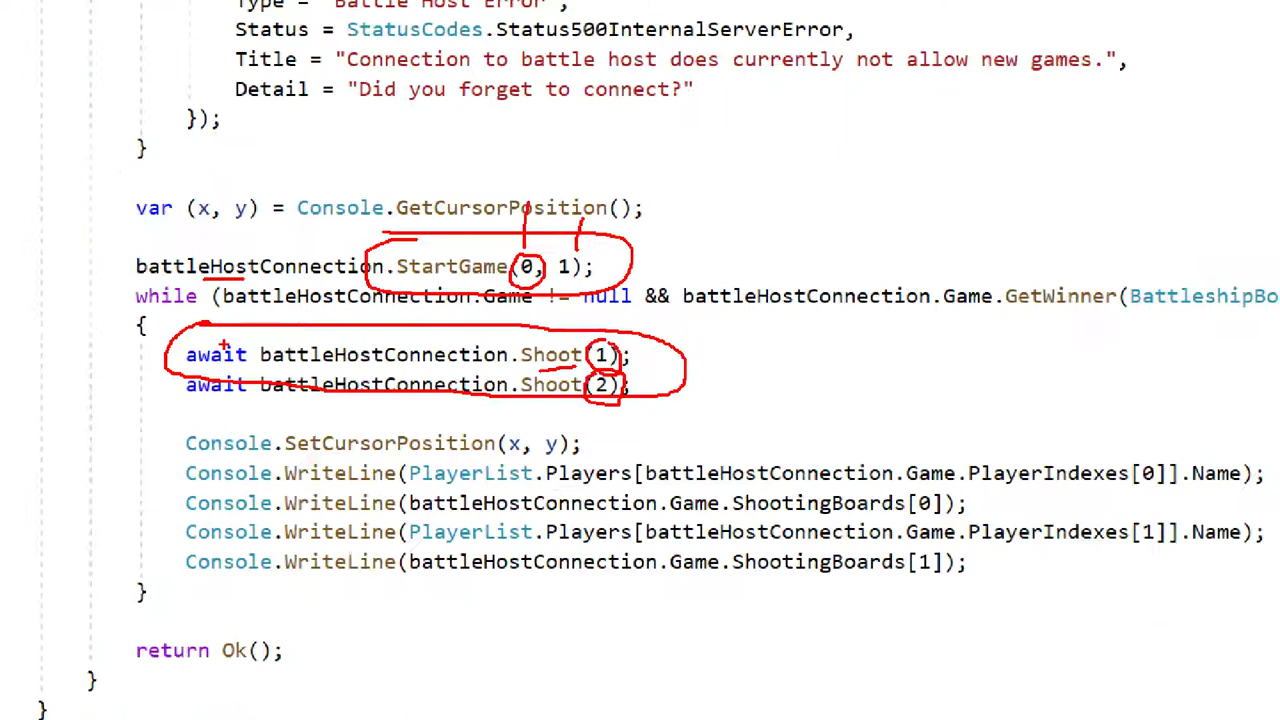 Type = "Battle Host Error",
Status = StatusCodes.Status500InternalServerError,
Title = "Connection to battle host does currently not allow new games.",
Detail = "Did you forget to connect?"
});
}
var (x, y) = Console.GetCursorPosition();
battleHostConnection.StartGame(0, 1);
while (battleHostConnection.Game != null && battleHostConnection.Game.GetWinner(BattleshipBo
{
await battleHostConnection.Shoot(1);
await battleHostConnection.Shoot(2);
Console.SetCursorPosition(x, y);
Console.WriteLine(PlayerList.Players[battleHostConnection.Game.PlayerIndexes[0]].Name);
Console.WriteLine(battleHostConnection.Game.ShootingBoards[0]);
Console.WriteLine(PlayerList.Players[battleHostConnection.Game.PlayerIndexes[1]].Name);
Console.WriteLine(battleHostConnection.Game.ShootingBoards[1]);
}
return Ok();
}
}